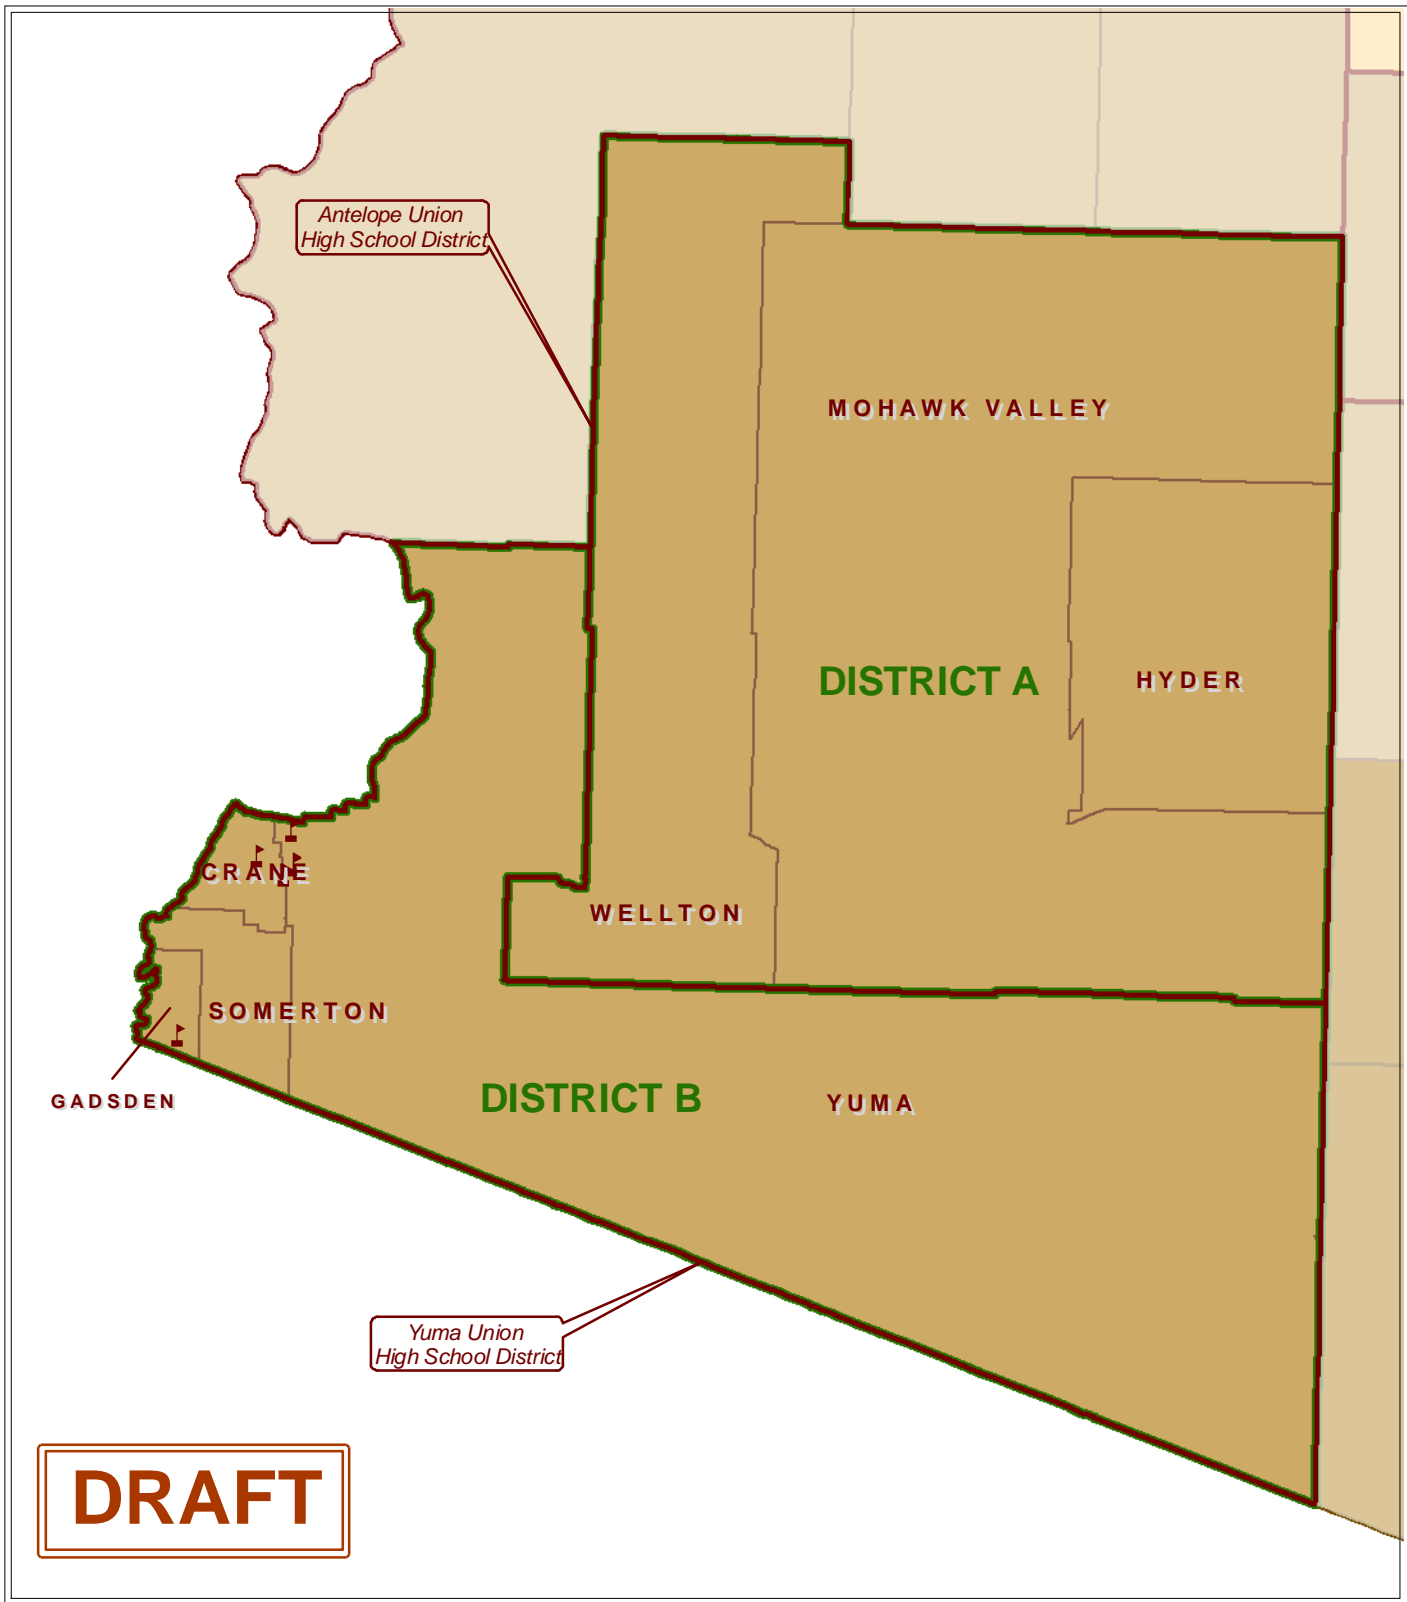 Antelope Union
High School District
MOHAWK VALLEY
DISTRICT A
HYDER
CRANE
WELLTON
SOMERTON
GADSDEN
DISTRICT B
YUMA
Yuma Union
High School District
DRAFT